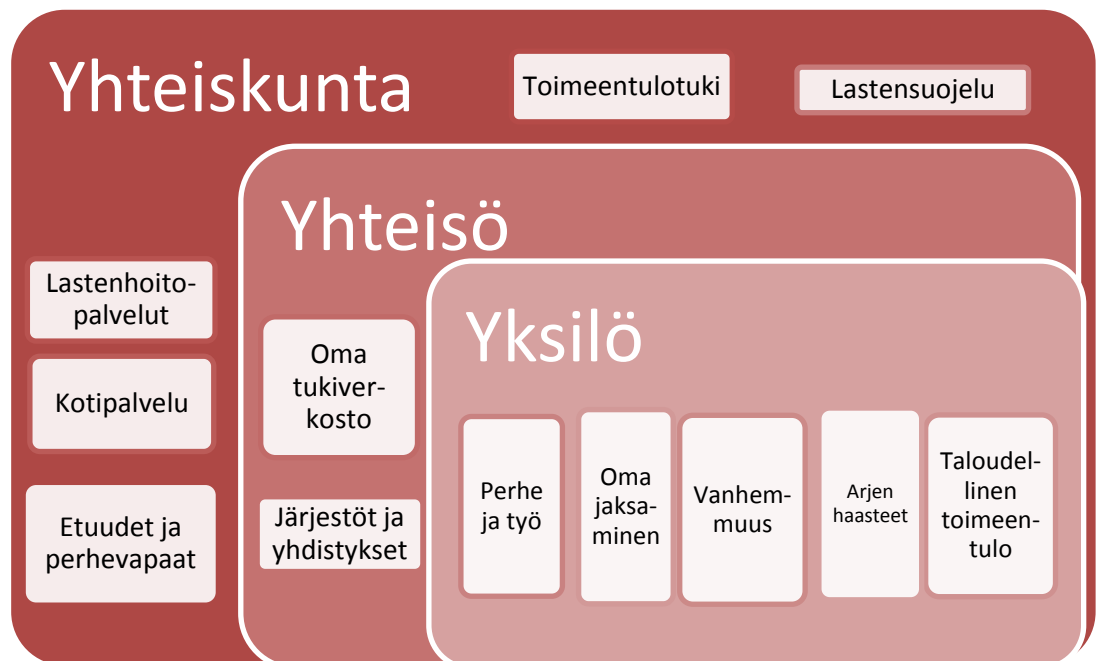 Yhteiskunta
Toimeentulotuki
Lastensuojelu
Yhteisö
Lastenhoito-
palvelut
Kotipalvelu
Etuudet ja
perhevapaat
Oma
tukiver-
kosto
Järjestöt ja
yhdistykset
Yksilö
Perhe
ja työ
Oma
jaksa-
minen
Vanhem-
muus
Arjen
haasteet
Taloudel-
linen
toimeen-
tulo